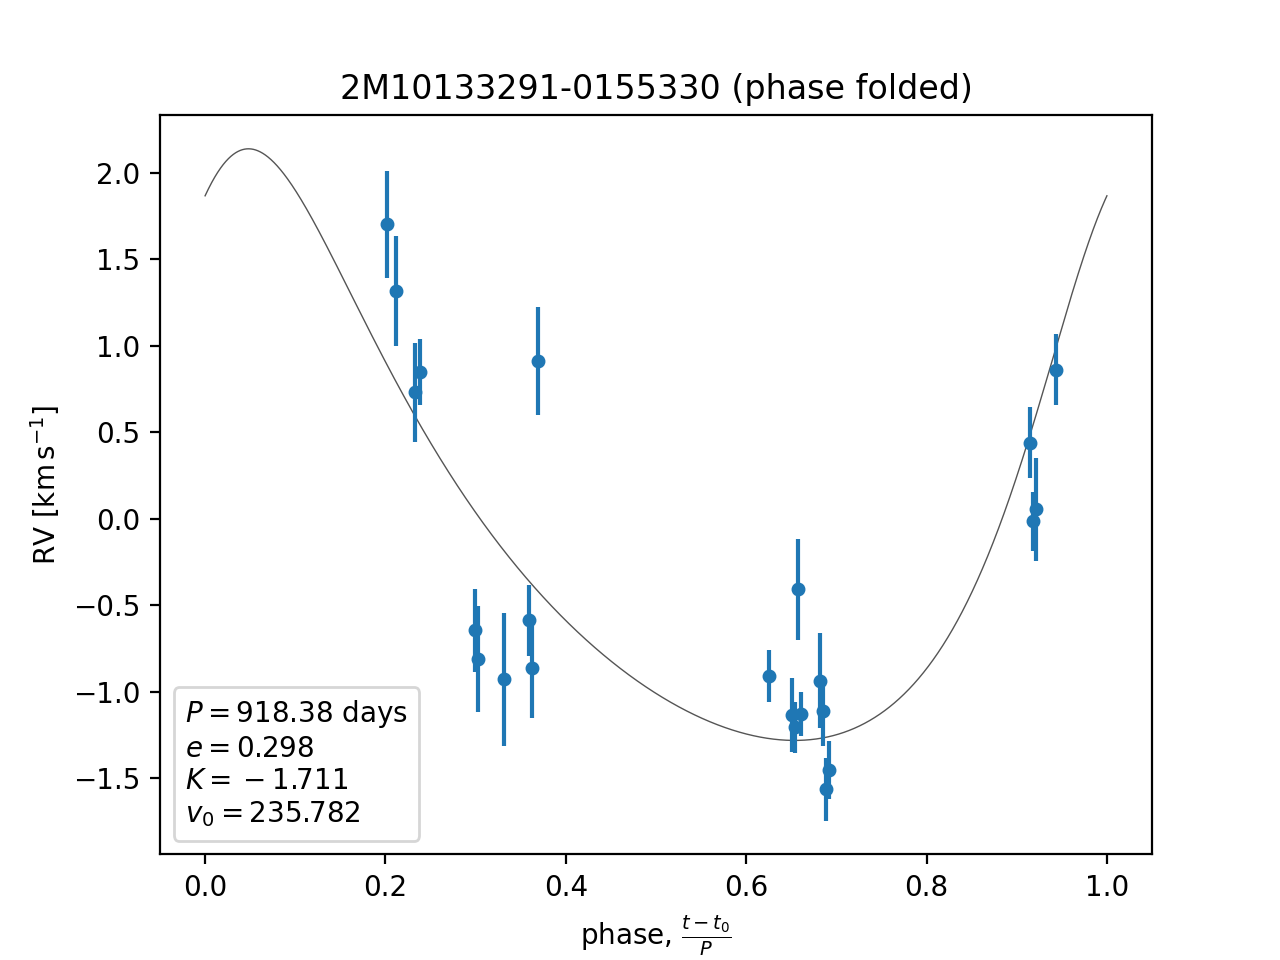 2M10133291-0155330 (phase folded)
RV [km s⁻¹]
2.0
1.5
1.0
0.5
0.0
−0.5
−1.0
−1.5
P = 918.38 days
e = 0.298
K = −1.711
v₀ = 235.782
0.0 0.2 0.4 0.6 0.8 1.0
phase, (t − t₀)/P